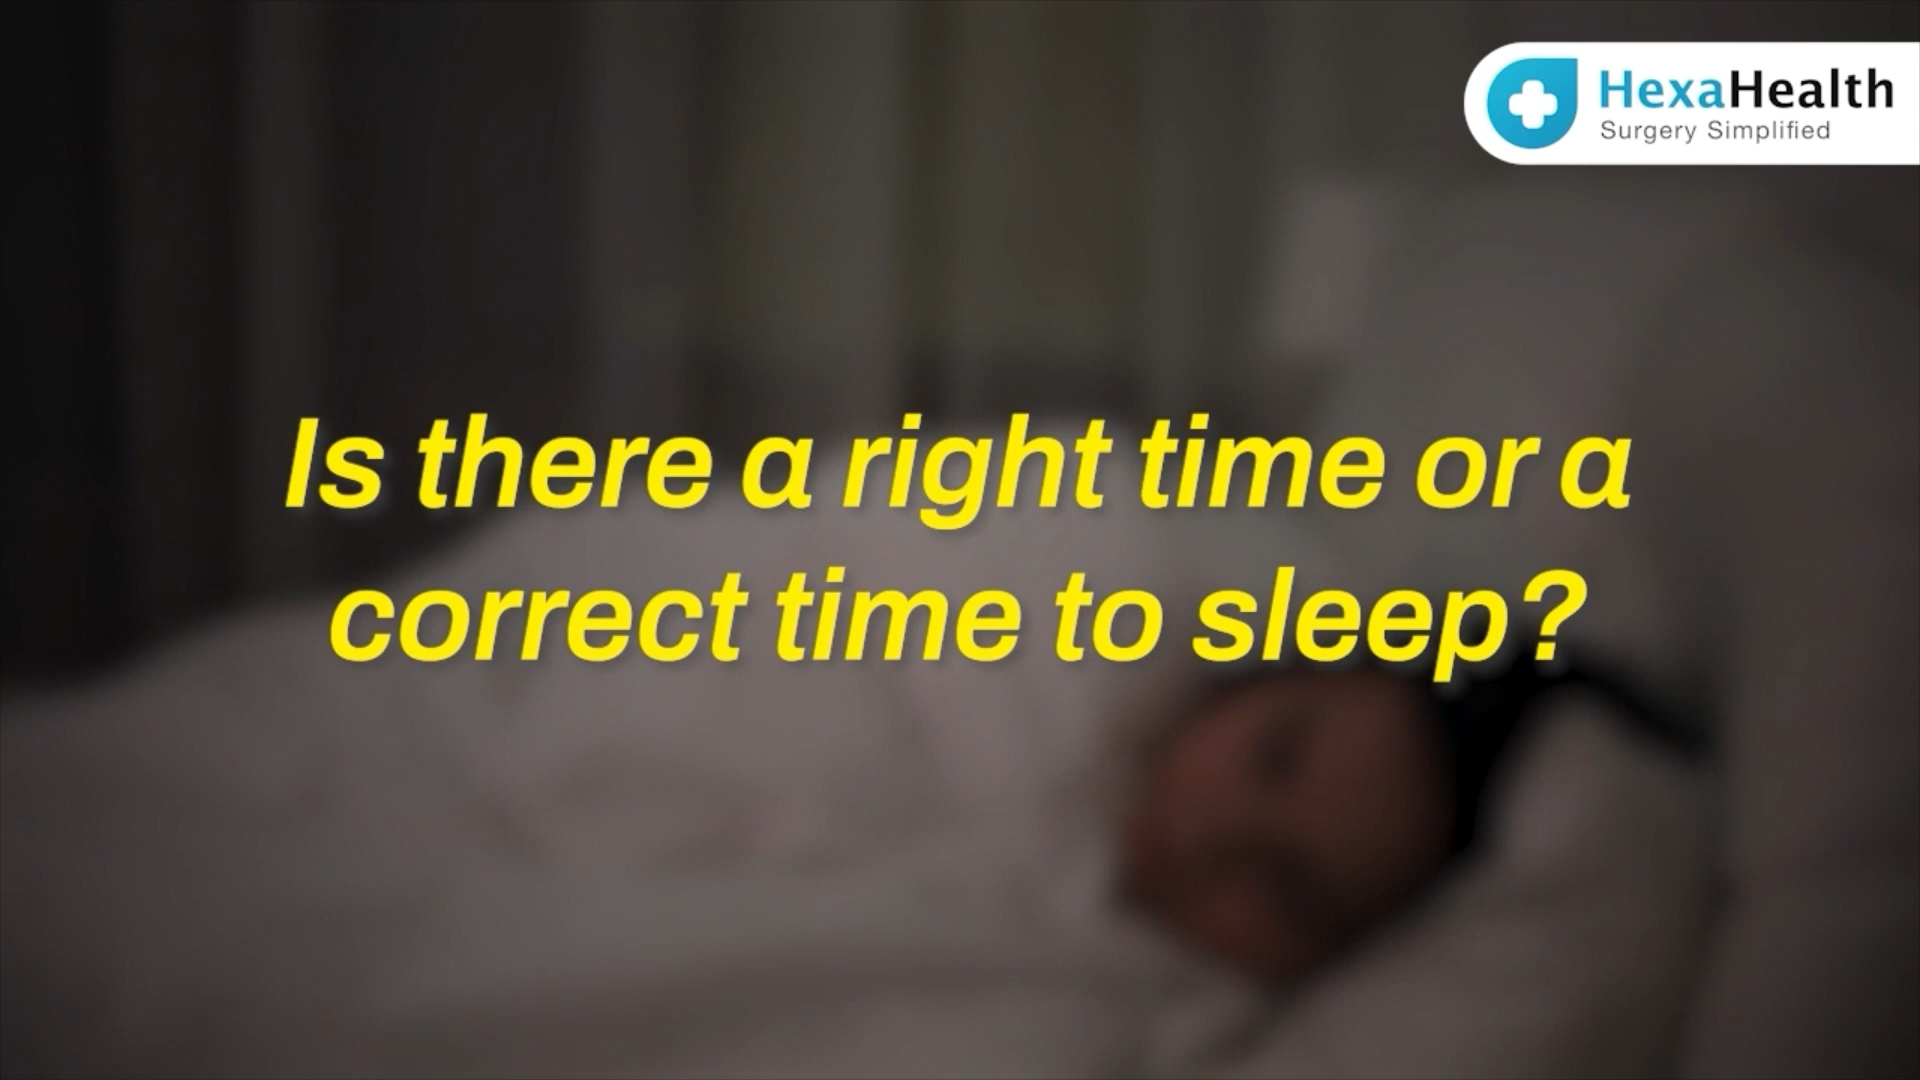 HexaHealth
Surgery Simplified
Is there a right time or a
correct time to sleep?